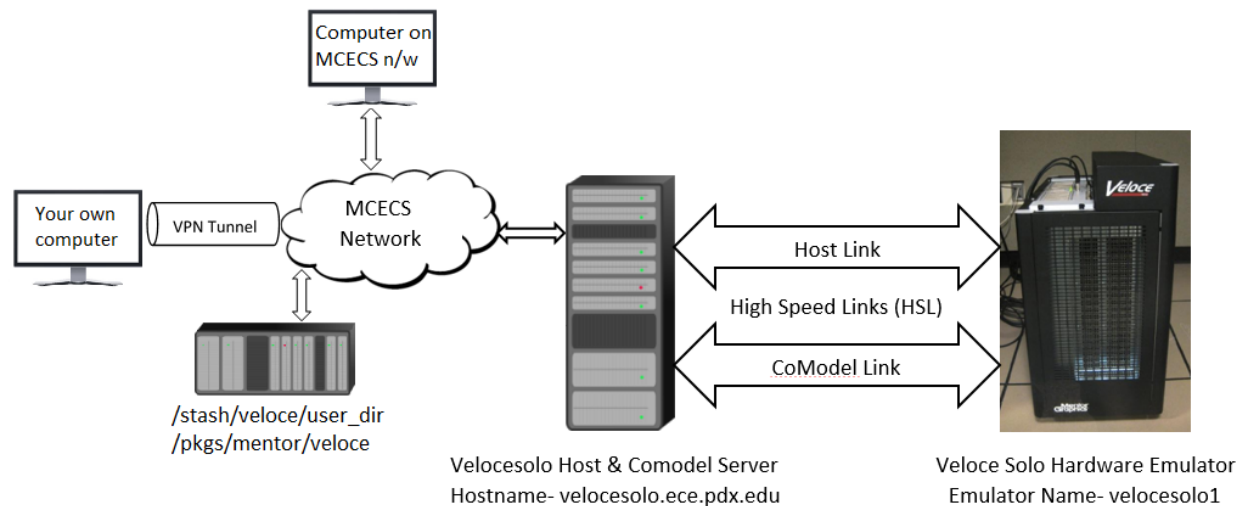 Computer on
MCECS n/w
Your own
computer
VPN Tunnel
MCECS
Network
Host Link
High Speed Links (HSL)
CoModel Link
Veloce
Mentor
Graphics
/stash/veloce/user_dir
/pkgs/mentor/veloce
Velocesolo Host & Comodel Server
Hostname- velocesolo.ece.pdx.edu
Veloce Solo Hardware Emulator
Emulator Name- velocesolo1